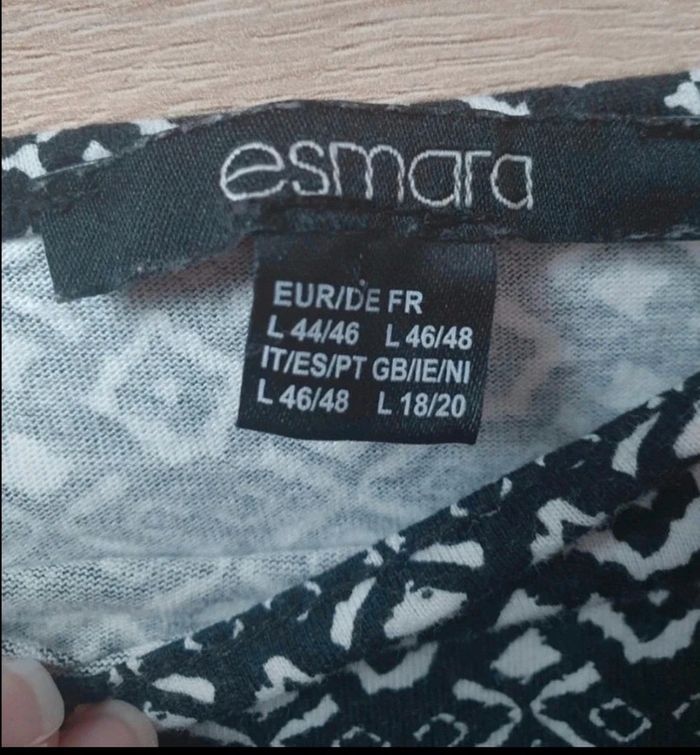 esmara
EUR/DE FR
L 44/46 L 46/48
IT/ES/PT GB/IE/NI
L 46/48 L 18/20